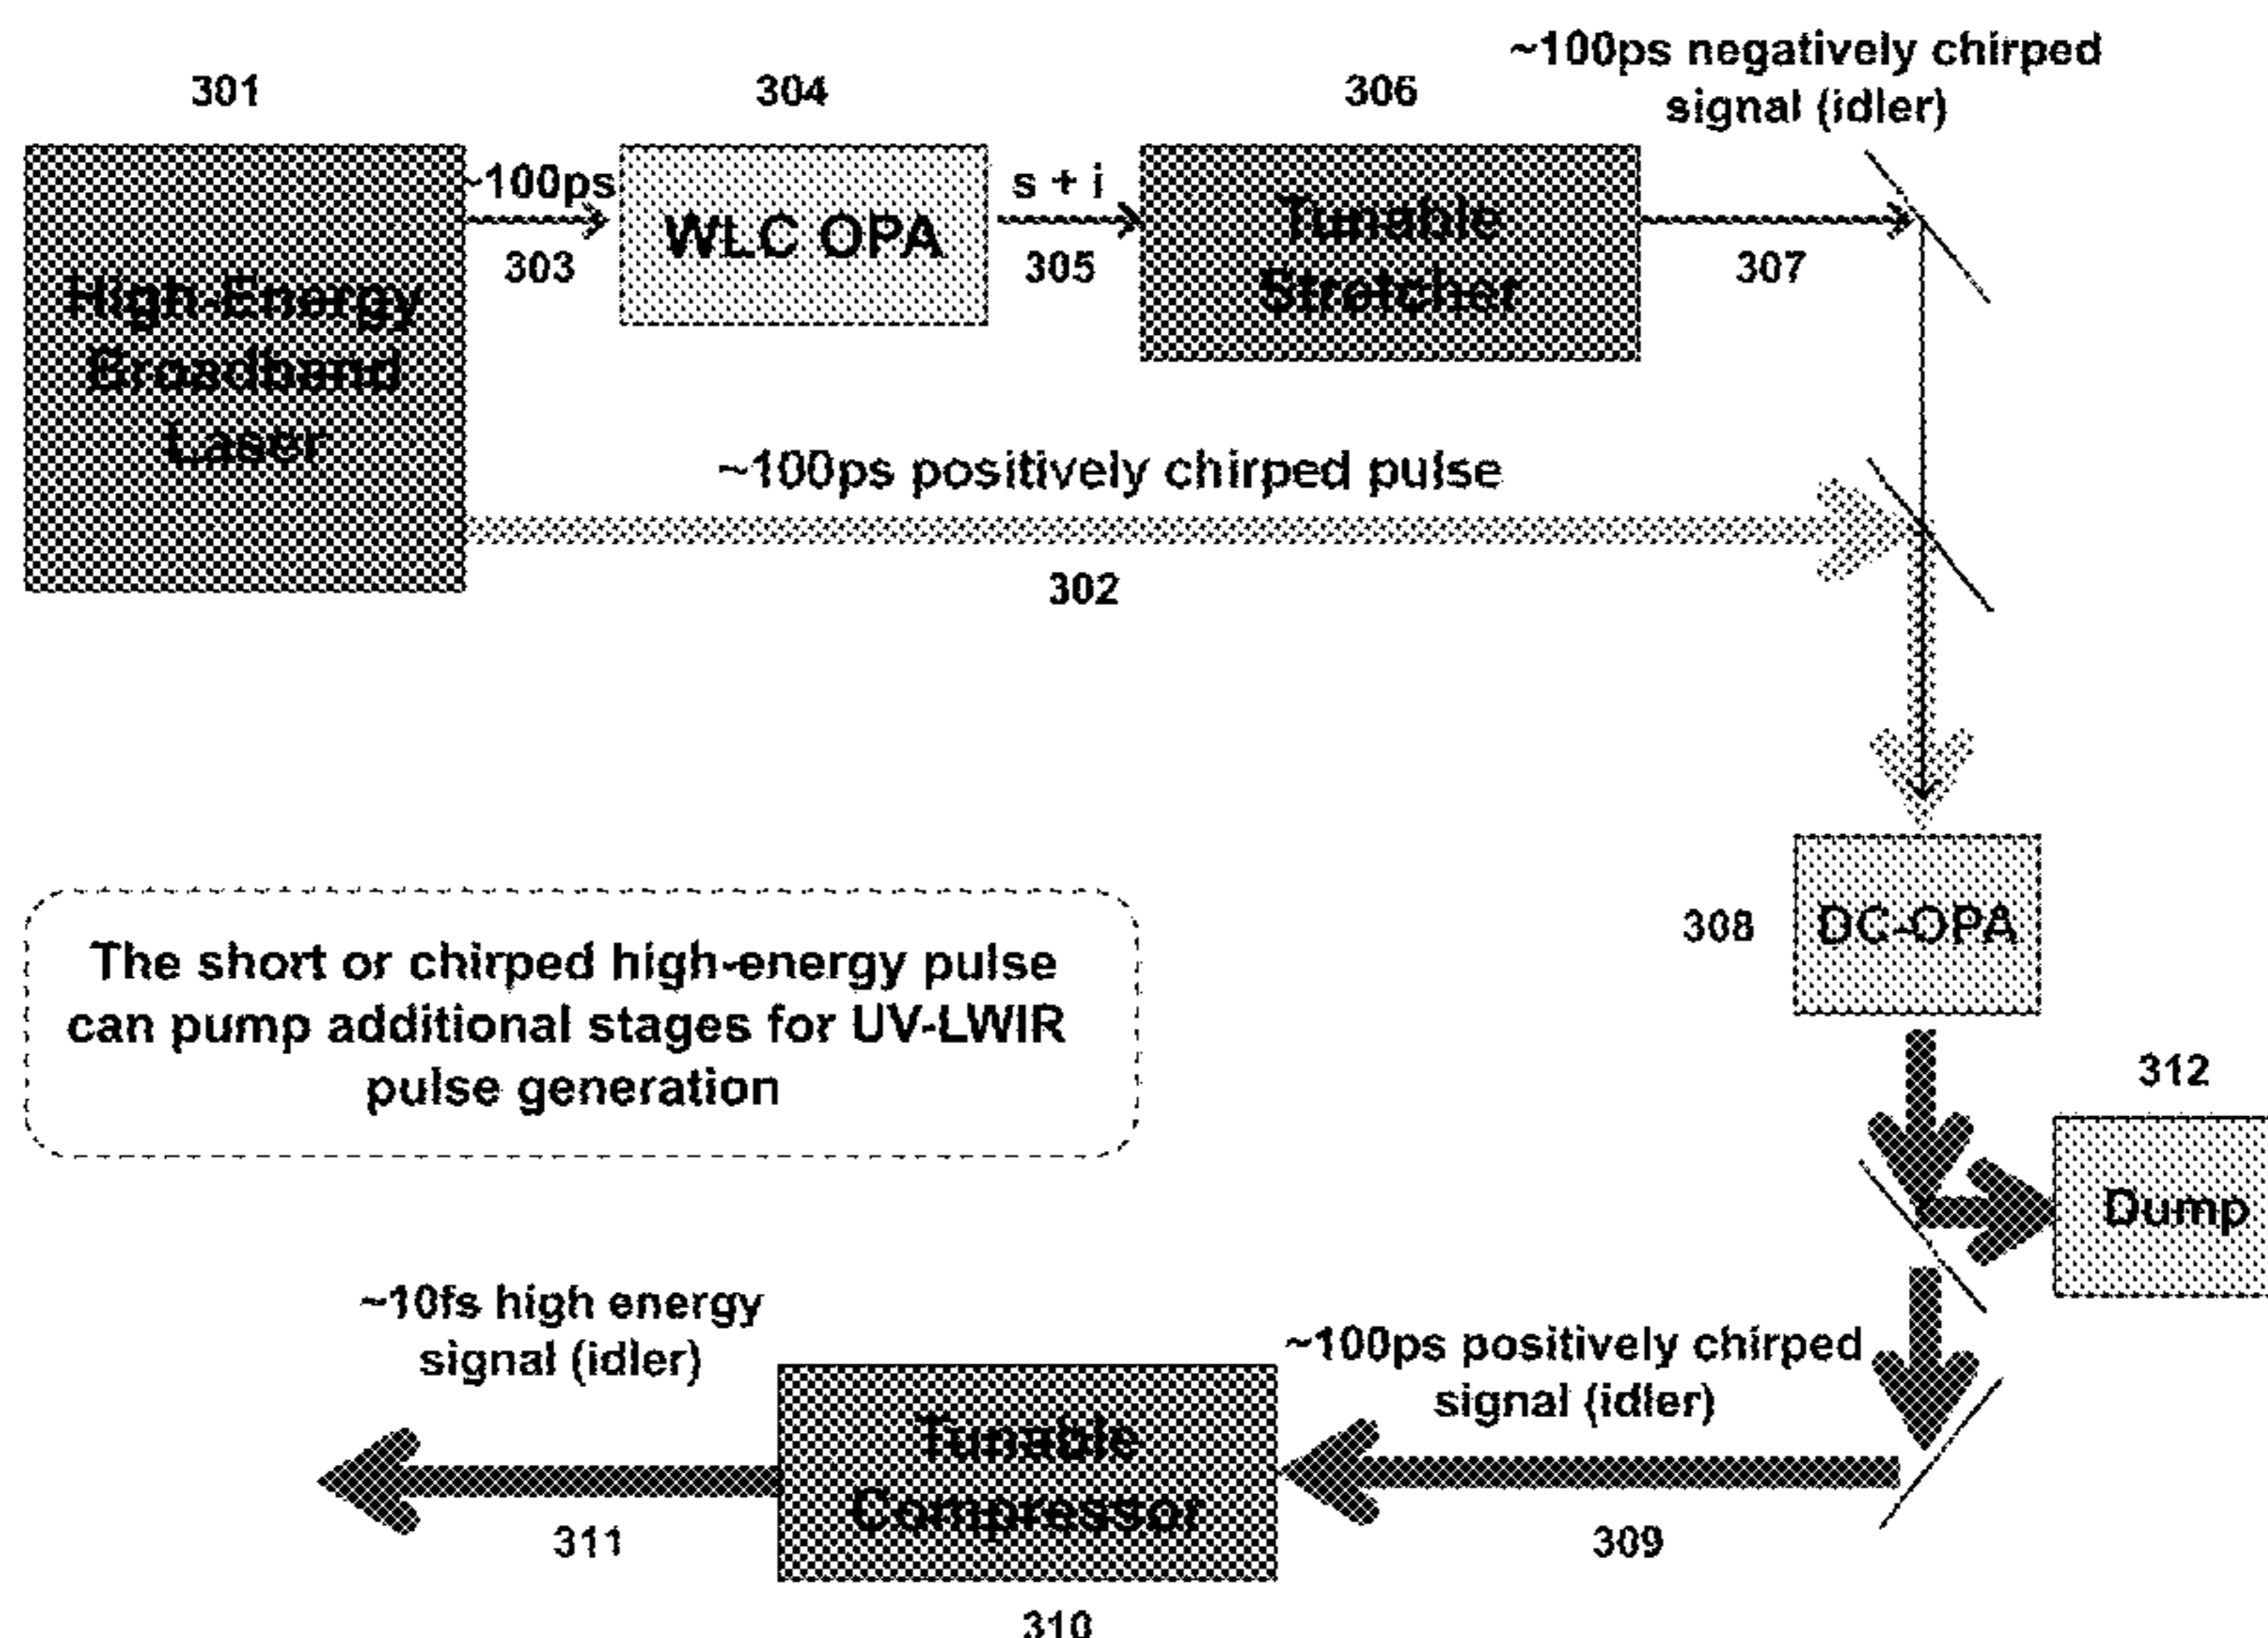 ~100ps negatively chirped
signal (idler)
301
304
306
~100ps
s + i
WLC OPA
Tunable
Stretcher
303
305
307
High-Energy
Broadband
Laser
~100ps positively chirped pulse
302
308
DC-OPA
The short or chirped high-energy pulse
can pump additional stages for UV-LWIR
pulse generation
312
Dump
~10fs high energy
signal (idler)
~100ps positively chirped
signal (idler)
Tunable
Compressor
311
309
310